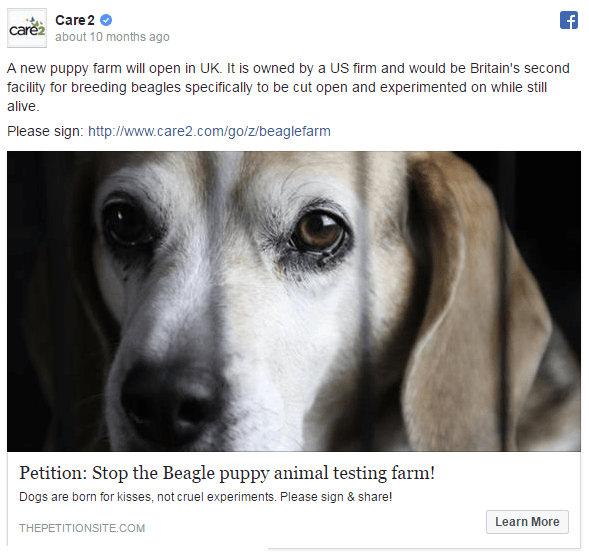 care2
Care2
about 10 months ago
A new puppy farm will open in UK. It is owned by a US firm and would be Britain's second
facility for breeding beagles specifically to be cut open and experimented on while still
alive.
Please sign: http://www.care2.com/go/z/beaglefarm
Petition: Stop the Beagle puppy animal testing farm!
Dogs are born for kisses, not cruel experiments. Please sign & share!
THEPETITIONSITE.COM
Learn More